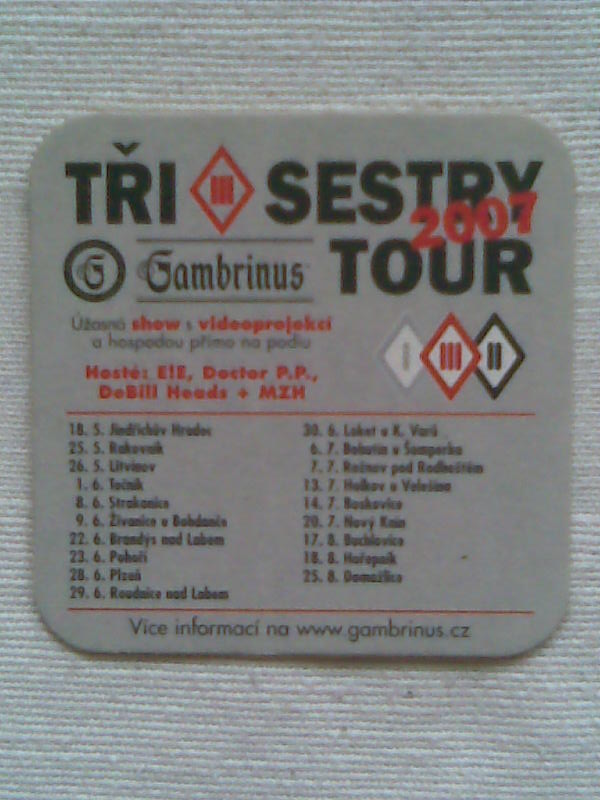 TŘI III SESTRY
2007
TOUR
G Gambrinus
Úžasná show s videoprojekcí
a hospodou přímo na podiu
I III II
Hosté: E!E, Doctor P.P.,
DeBill Heads + MZH
18. 5. Jindřichův Hradec
25. 5. Rakovník
26. 5. Litvínov
1. 6. Točník
8. 6. Strakonice
9. 6. Živanice u Bohdanče
22. 6. Brandýs nad Labem
23. 6. Pohoří
28. 6. Plzeň
29. 6. Roudnice nad Labem
30. 6. Loket u K. Varů
6. 7. Bohutín u Šumperka
7. 7. Rožnov pod Radhoštěm
13. 7. Holkov u Velešína
14. 7. Boskovice
20. 7. Nový Knín
17. 8. Buchlovice
18. 8. Hořepník
25. 8. Domažlice
Více informací na www.gambrinus.cz